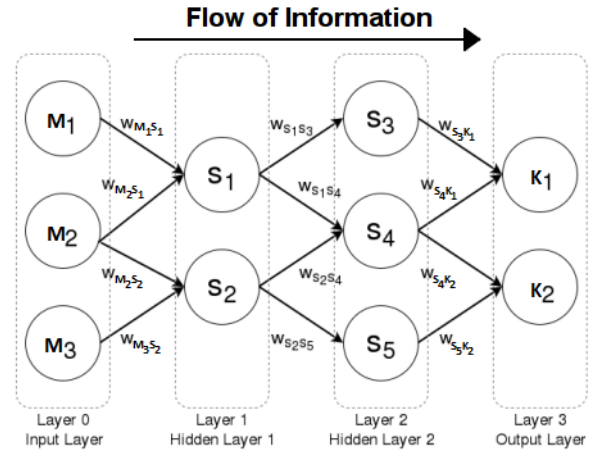 Flow of Information
M1
M2
M3
WM1S1
WM2S1
WM2S2
WM3S2
S1
S2
WS1S3
WS1S4
WS2S4
WS2S5
S3
S4
S5
WS3K1
WS4K1
WS4K2
WS5K2
K1
K2
Layer 0
Input Layer
Layer 1
Hidden Layer 1
Layer 2
Hidden Layer 2
Layer 3
Output Layer